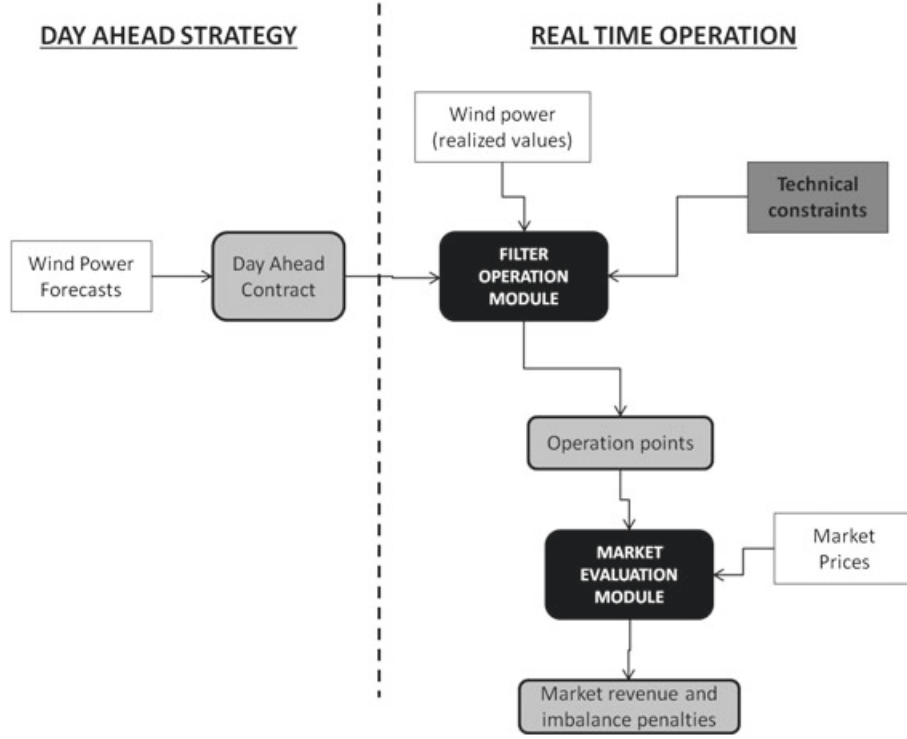 DAY AHEAD STRATEGY
REAL TIME OPERATION
Wind power
(realized values)
Technical
constraints
Wind Power
Forecasts
Day Ahead
Contract
FILTER
OPERATION
MODULE
Operation points
Market
Prices
MARKET
EVALUATION
MODULE
Market revenue and
imbalance penalties